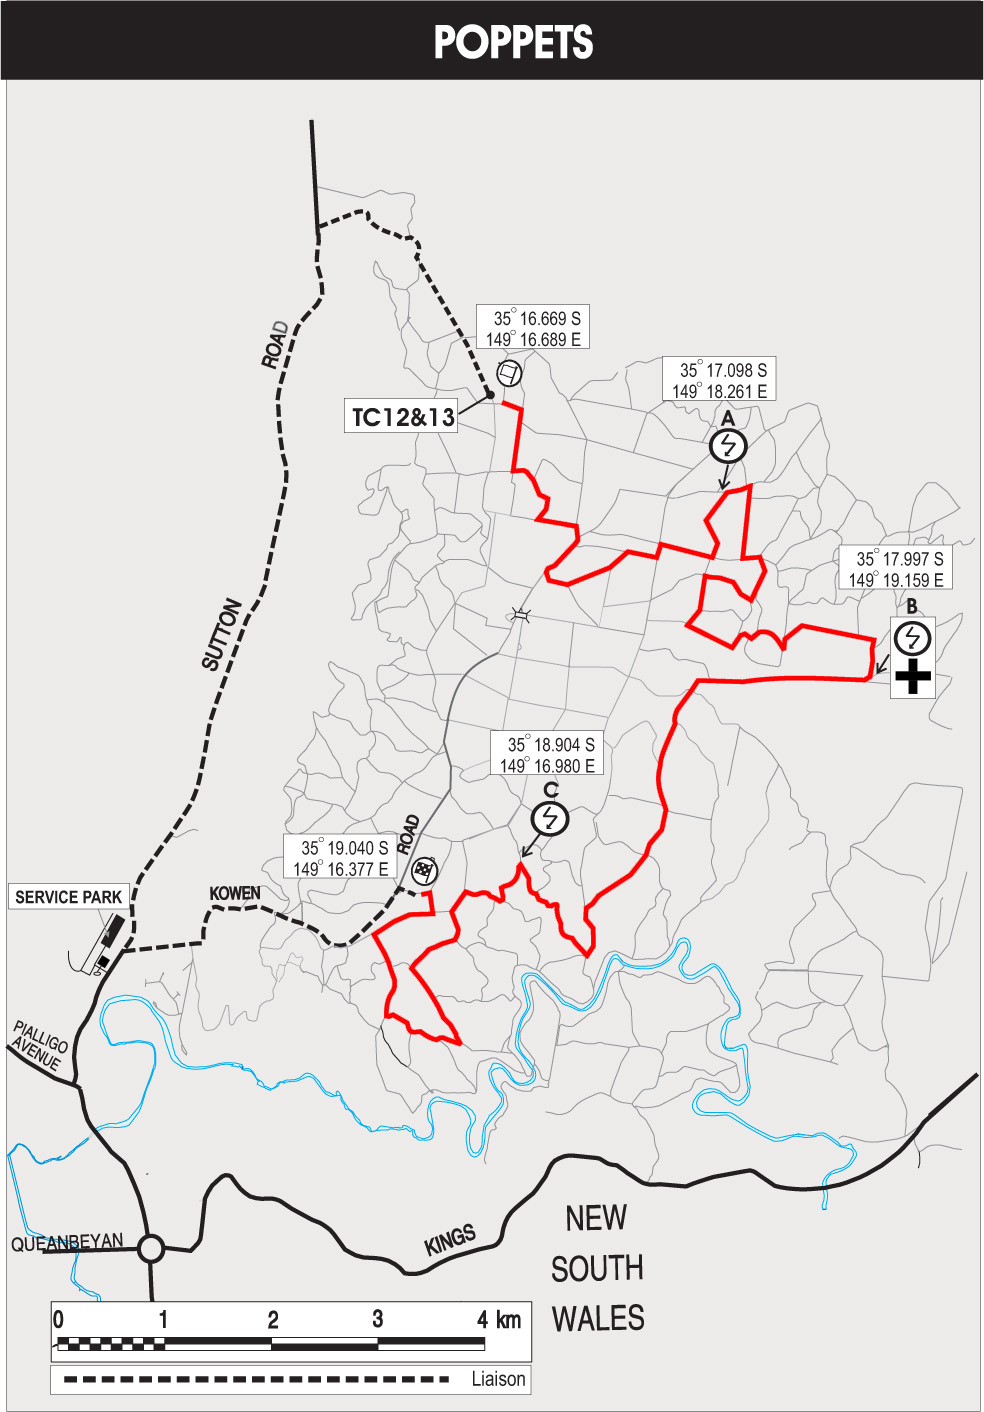 POPPETS
ROAD
35° 16.669 S
149° 16.689 E
35° 17.098 S
149° 18.261 E
TC12&13
A
35° 17.997 S
149° 19.159 E
B
SUTTON
35° 18.904 S
149° 16.980 E
C
ROAD
35° 19.040 S
149° 16.377 E
KOWEN
SERVICE PARK
PIALLIGO
AVENUE
QUEANBEYAN
KINGS
NEW
SOUTH
WALES
0 1 2 3 4 km
Liaison